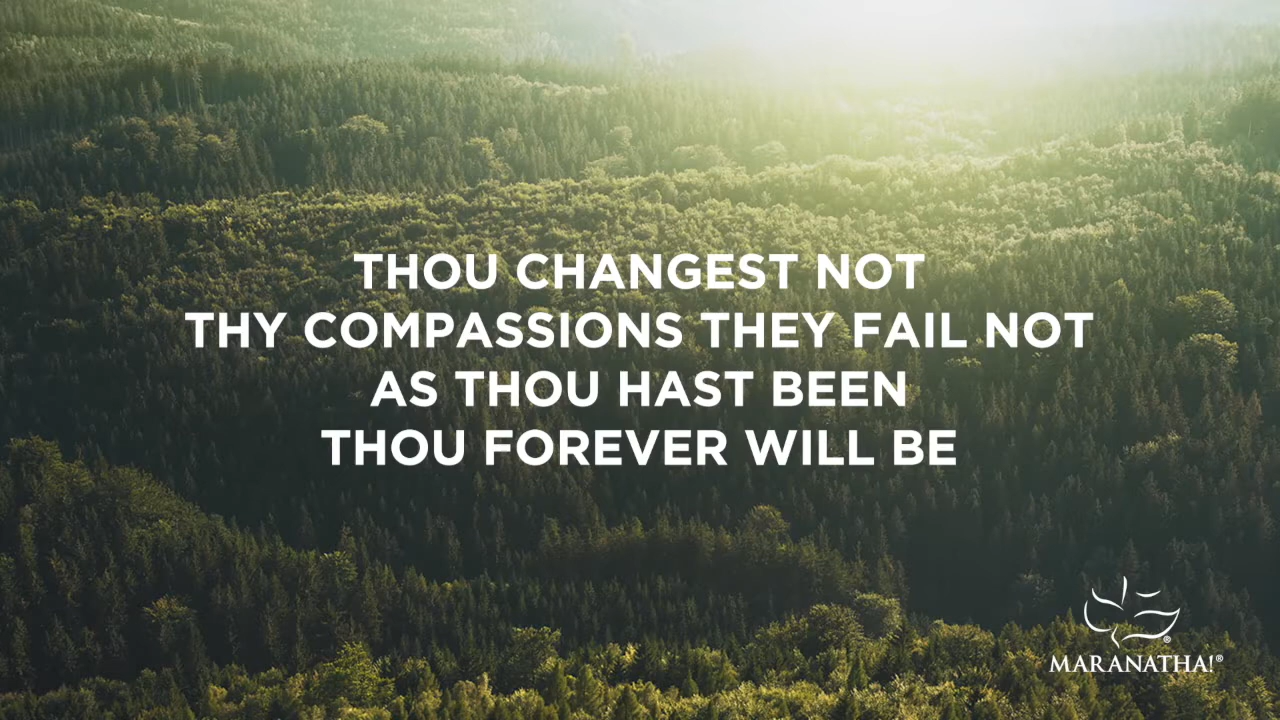 THOU CHANGEST NOT
THY COMPASSIONS THEY FAIL NOT
AS THOU HAST BEEN
THOU FOREVER WILL BE
®
MARANATHA!®